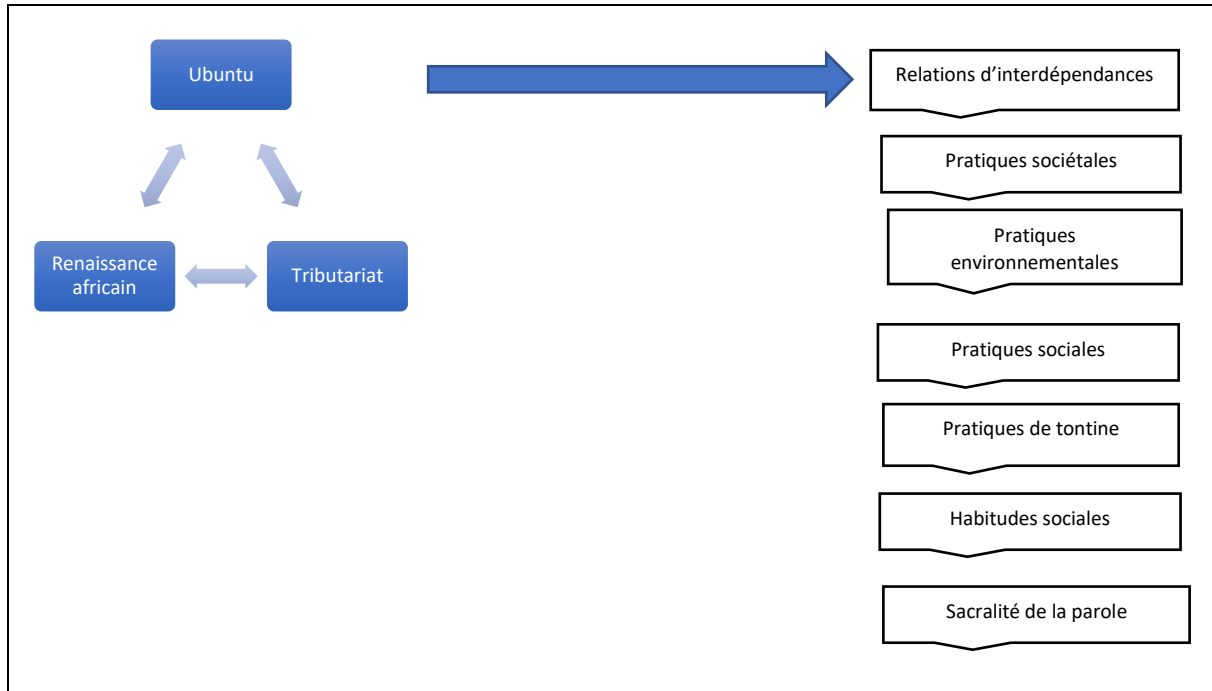 Ubuntu
Renaissance
africain
Tributariat
Relations d’interdépendances
Pratiques sociétales
Pratiques
environnementales
Pratiques sociales
Pratiques de tontine
Habitudes sociales
Sacralité de la parole